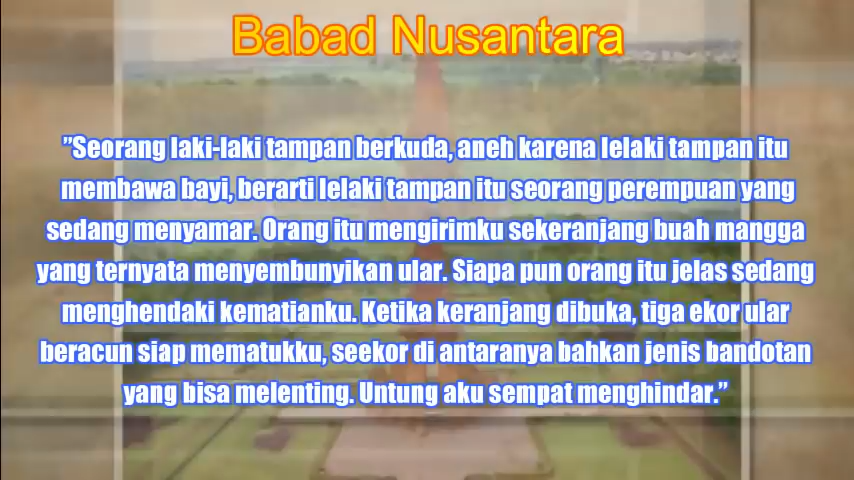 Babad Nusantara
"Seorang laki-laki tampan berkuda, aneh karena lelaki tampan itu
membawa bayi, berarti lelaki tampan itu seorang perempuan yang
sedang menyamar. Orang itu mengirimku sekeranjang buah mangga
yang ternyata menyembunyikan ular. Siapa pun orang itu jelas sedang
menghendaki kematianku. Ketika keranjang dibuka, tiga ekor ular
beracun siap mematukku, seekor di antaranya bahkan jenis bandotan
yang bisa melenting. Untung aku sempat menghindar."